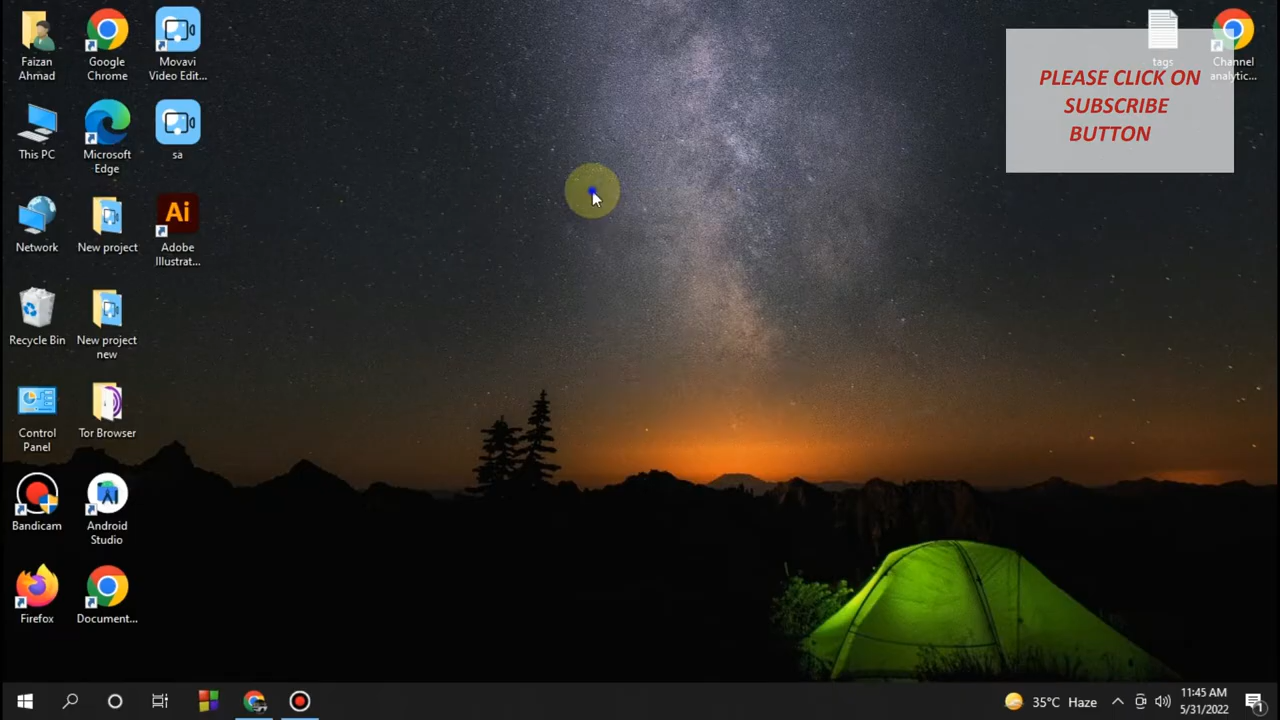 Faizan
Ahmad
Google
Chrome
Movavi
Video Edit...
tags
Channel
analytic...
PLEASE CLICK ON
SUBSCRIBE
BUTTON
This PC
Microsoft
Edge
sa
Network
New project
Ai
Adobe
Illustrat...
Recycle Bin
New project
new
Control
Panel
Tor Browser
Bandicam
Android
Studio
Firefox
Document...
35°C Haze
11:45 AM
5/31/2022
1